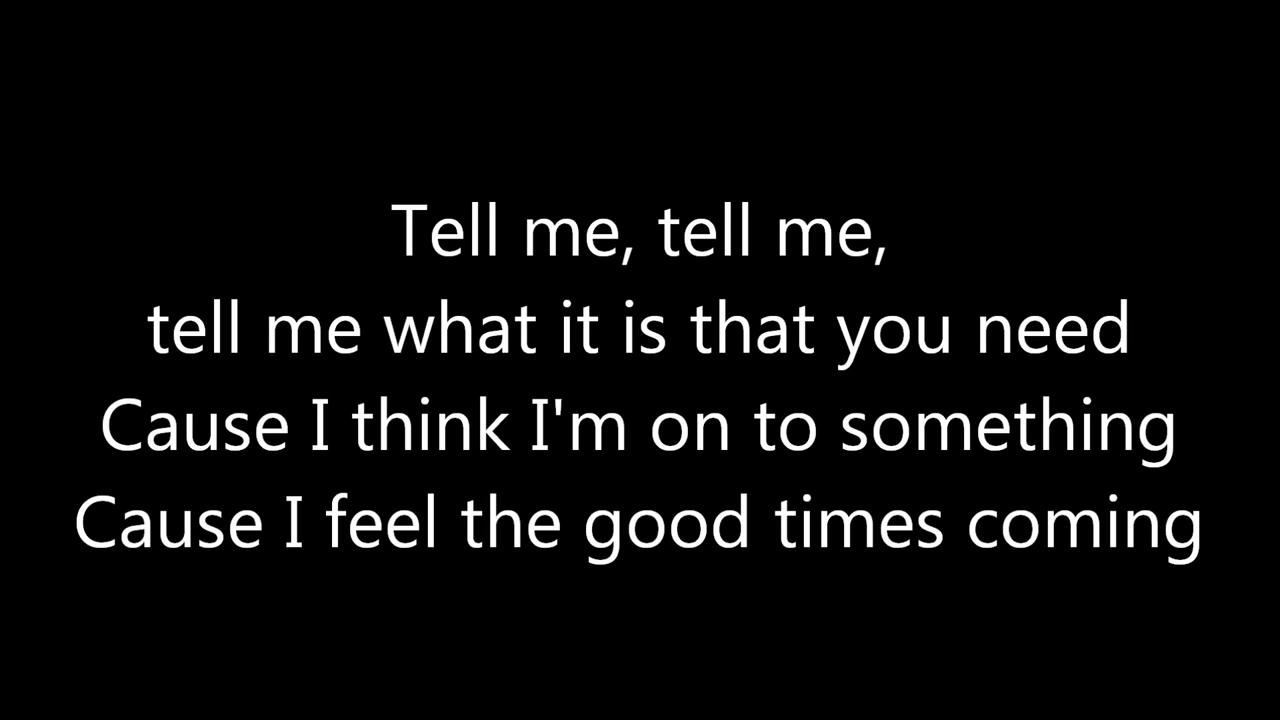 Tell me, tell me,
tell me what it is that you need
Cause I think I'm on to something
Cause I feel the good times coming